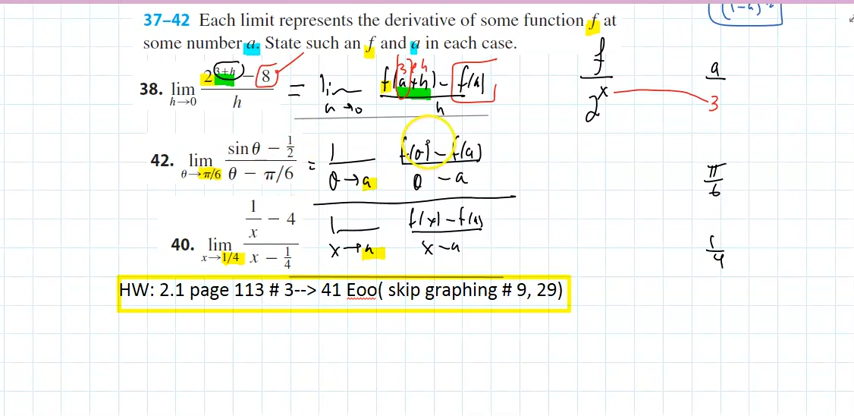 37–42 Each limit represents the derivative of some function f at
some number a. State such an f and a in each case.
38. lim h→0 2^(3+h) – 8 / h = lim h→0 f(a+h) – f(a) / h
3+h
f
a
2^x
3
42. lim θ→π/6 sin θ – 1/2 / θ – π/6 = l θ→a f(θ) – f(a) / θ – a
π/6
40. lim x→1/4 1/x – 4 / x – 1/4
l x→a f(x) – f(a) / x – a
1/4
HW: 2.1 page 113 # 3--> 41 Eoo( skip graphing # 9, 29)